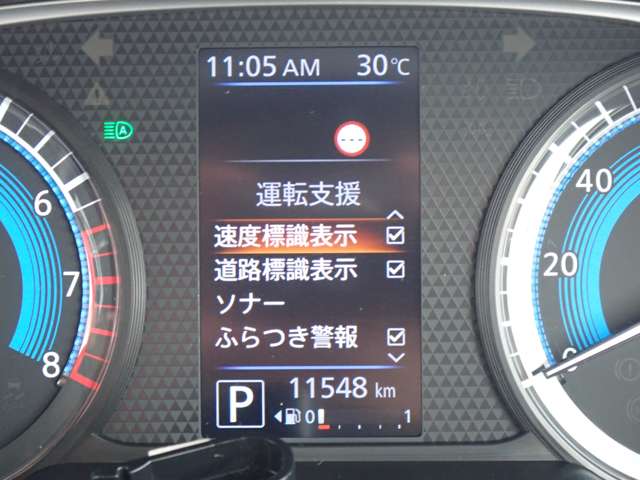 11:05 AM 30℃
---
運転支援
速度標識表示
道路標識表示
ソナー
ふらつき警報
P
11548 km
0 1
6
7
8
40
20
0
A